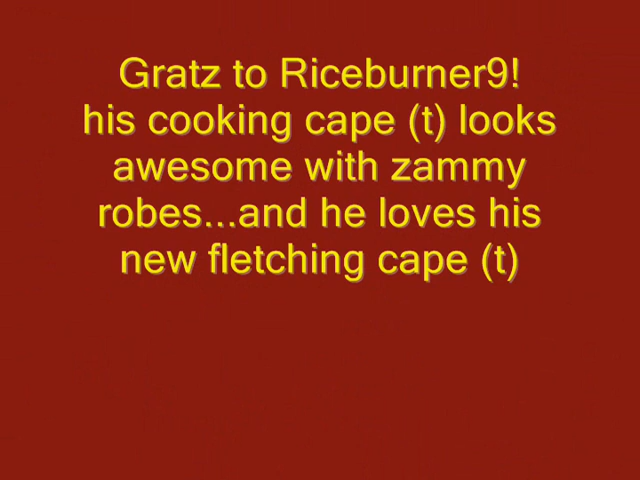 Gratz to Riceburner9!
his cooking cape (t) looks
awesome with zammy
robes...and he loves his
new fletching cape (t)